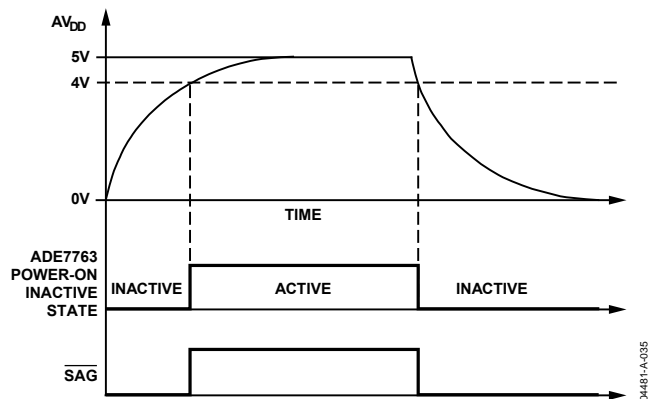 AVDD
5V
4V
0V
TIME
ADE7763
POWER-ON
INACTIVE
STATE
INACTIVE
ACTIVE
INACTIVE
SAG
04481-A-035